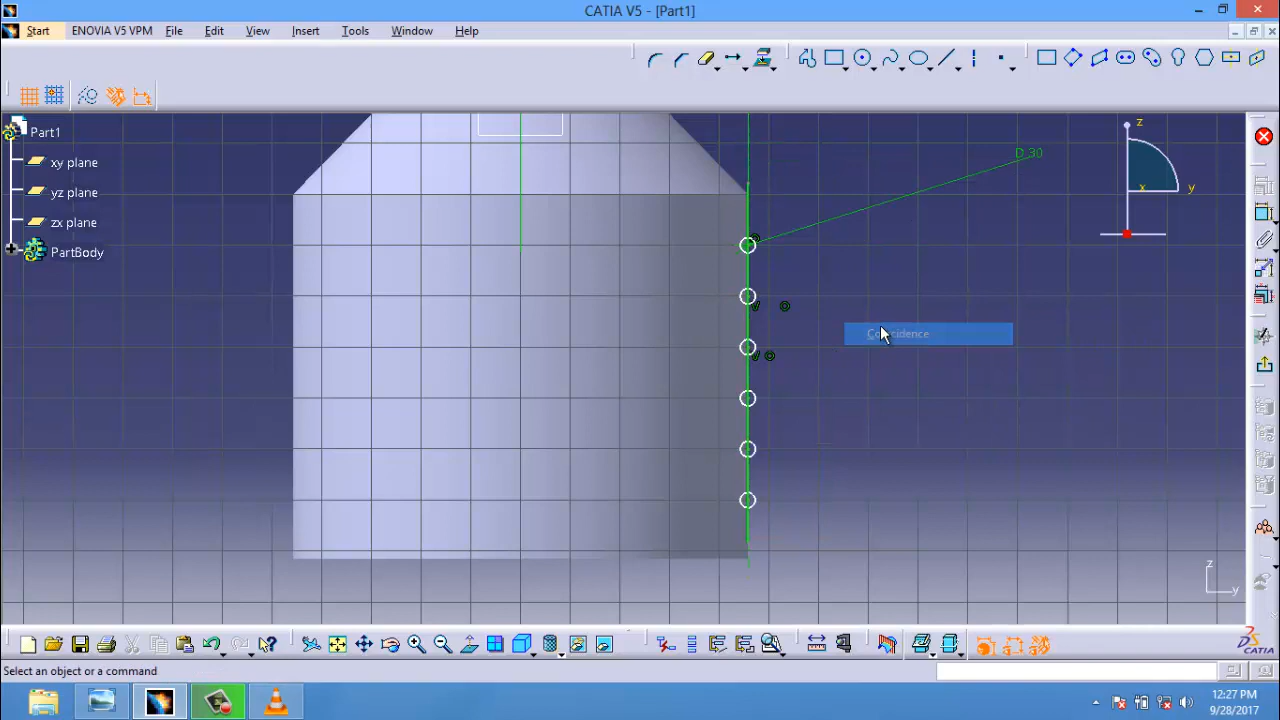 CATIA V5 - [Part1]
Start ENOVIA V5 VPM File Edit View Insert Tools Window Help
Part1
xy plane
yz plane
zx plane
PartBody
D 30
z
x
y
Coincidence
z
y
CATIA
Select an object or a command
12:27 PM
9/28/2017